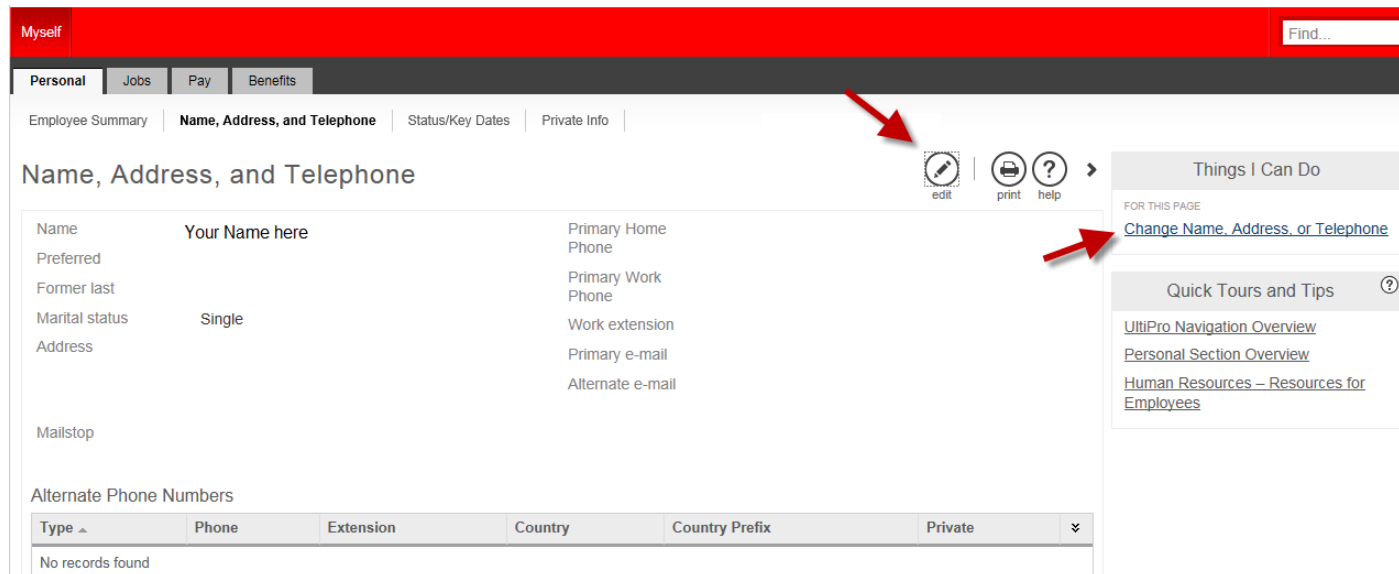 Myself
Find...
Personal Jobs Pay Benefits
Employee Summary Name, Address, and Telephone Status/Key Dates Private Info
Name, Address, and Telephone
edit print help
Name Your Name here
Preferred
Former last
Marital status Single
Address
Mailstop
Primary Home
Phone
Primary Work
Phone
Work extension
Primary e-mail
Alternate e-mail
Alternate Phone Numbers
Type Phone Extension Country Country Prefix Private
No records found
Things I Can Do
FOR THIS PAGE
Change Name, Address, or Telephone
Quick Tours and Tips ?
UltiPro Navigation Overview
Personal Section Overview
Human Resources – Resources for
Employees